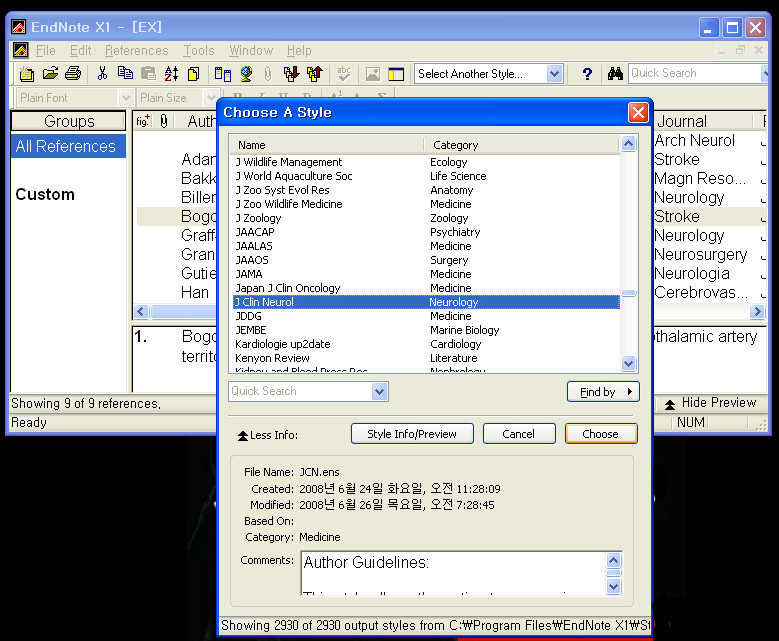 EndNote X1 - [EX]
File Edit References Tools Window Help
Select Another Style... ? Quick Search
Plain Font Plain Size
Groups
All References
Custom
fig. Auth
Adar
Bakk
Biller
Bogo
Graff
Gran
Gutie
Han
Journal
Arch Neurol
Stroke
Magn Reso...
Neurology
Stroke
Neurology
Neurosurgery
Neurologia
Cerebrovas...
1. Bogo
territo
thalamic artery
Showing 9 of 9 references.
Hide Preview
Ready
NUM
Choose A Style
Name Category
J Wildlife Management Ecology
J World Aquaculture Soc Life Science
J Zoo Syst Evol Res Anatomy
J Zoo Wildlife Medicine Medicine
J Zoology Zoology
JAACAP Psychiatry
JAALAS Medicine
JAAOS Surgery
JAMA Medicine
Japan J Clin Oncology Medicine
J Clin Neurol Neurology
JDDG Medicine
JEMBE Marine Biology
Kardiologie up2date Cardiology
Kenyon Review Literature
Kidney and Blood Press Res Nephrology
Quick Search Find by
Less Info: Style Info/Preview Cancel Choose
File Name: JCN.ens
Created: 2008년 6월 24일 화요일, 오전 11:28:09
Modified: 2008년 6월 26일 목요일, 오전 7:28:45
Based On:
Category: Medicine
Comments: Author Guidelines:
Showing 2930 of 2930 output styles from C:₩Program Files₩EndNote X1₩St